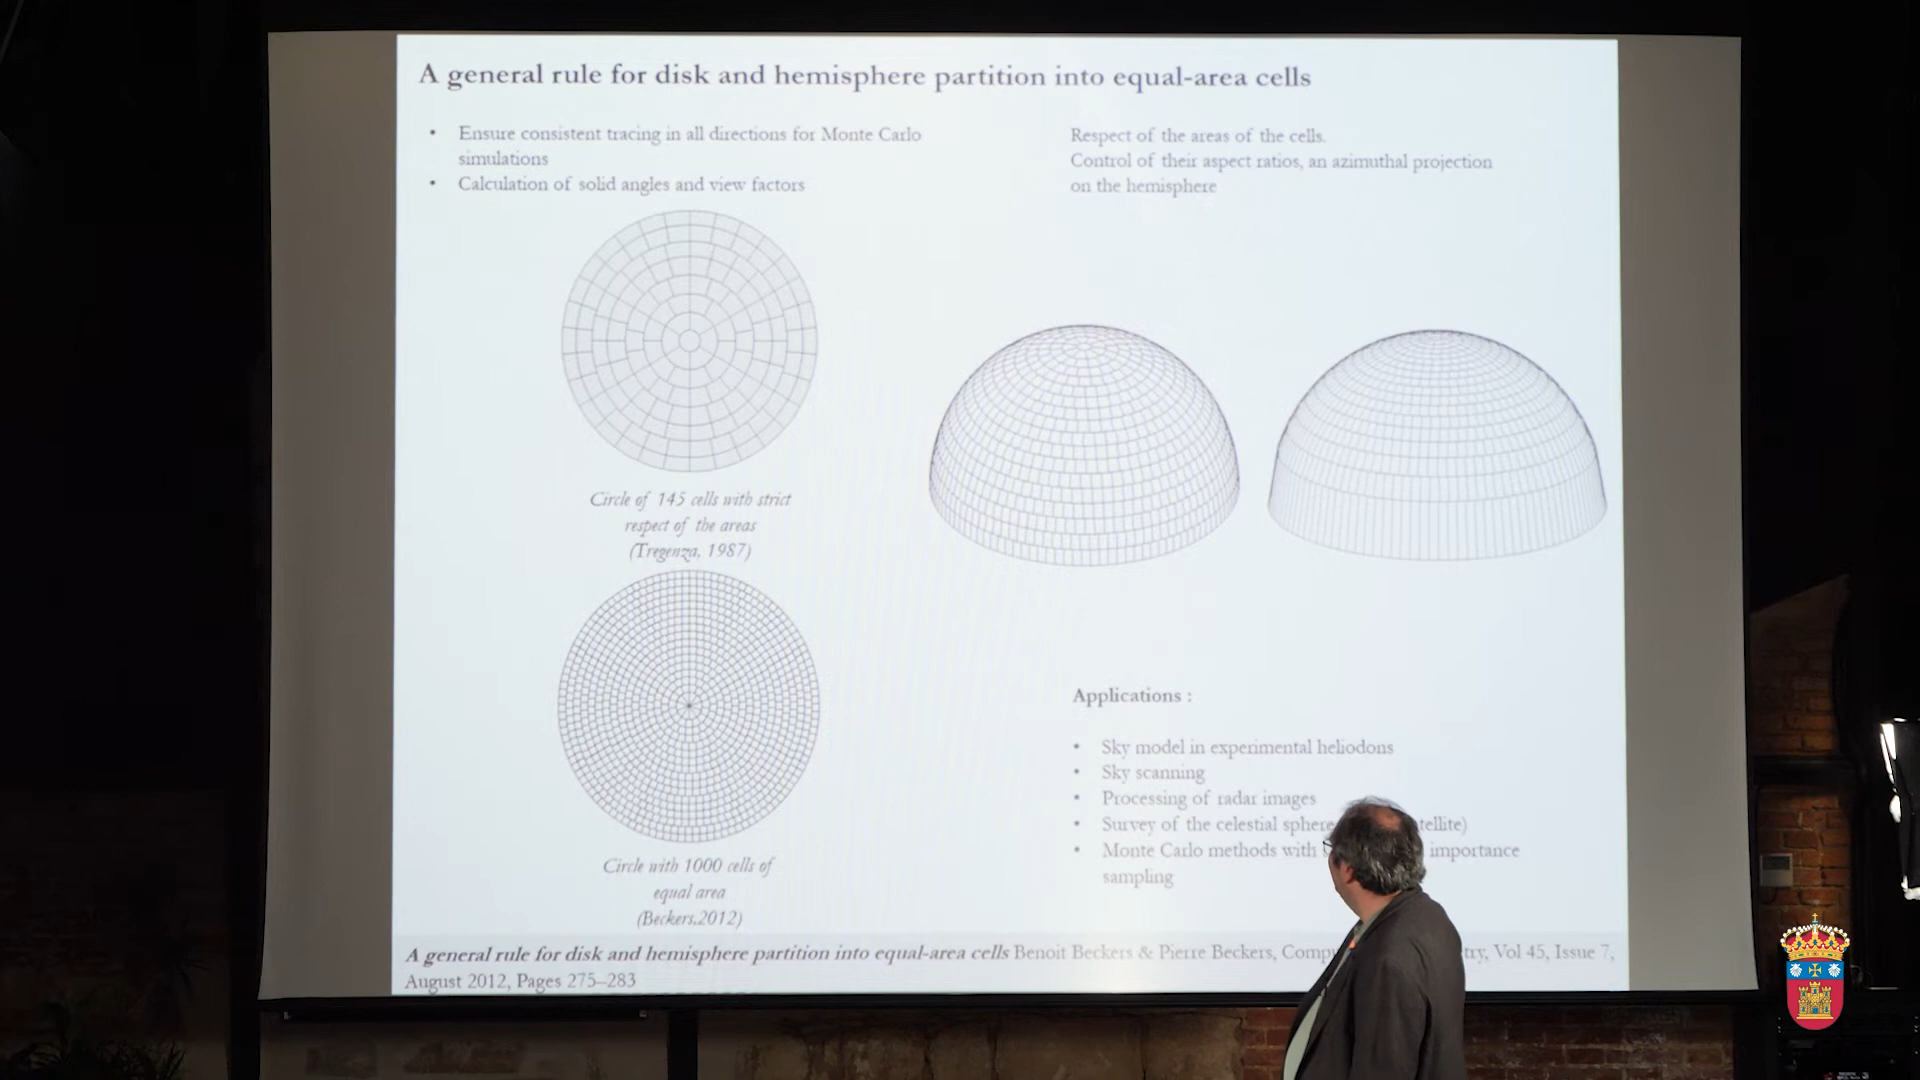 A general rule for disk and hemisphere partition into equal-area cells
• Ensure consistent tracing in all directions for Monte Carlo
simulations
• Calculation of solid angles and view factors
Respect of the areas of the cells.
Control of their aspect ratios, an azimuthal projection
on the hemisphere
Circle of 145 cells with strict
respect of the areas
(Tregenza, 1987)
Circle with 1000 cells of
equal area
(Beckers,2012)
Applications :
• Sky model in experimental heliodons
• Sky scanning
• Processing of radar images
• Survey of the celestial sphere tellite)
• Monte Carlo methods with importance
sampling
A general rule for disk and hemisphere partition into equal-area cells Benoit Beckers & Pierre Beckers, Comp try, Vol 45, Issue 7,
August 2012, Pages 275–283